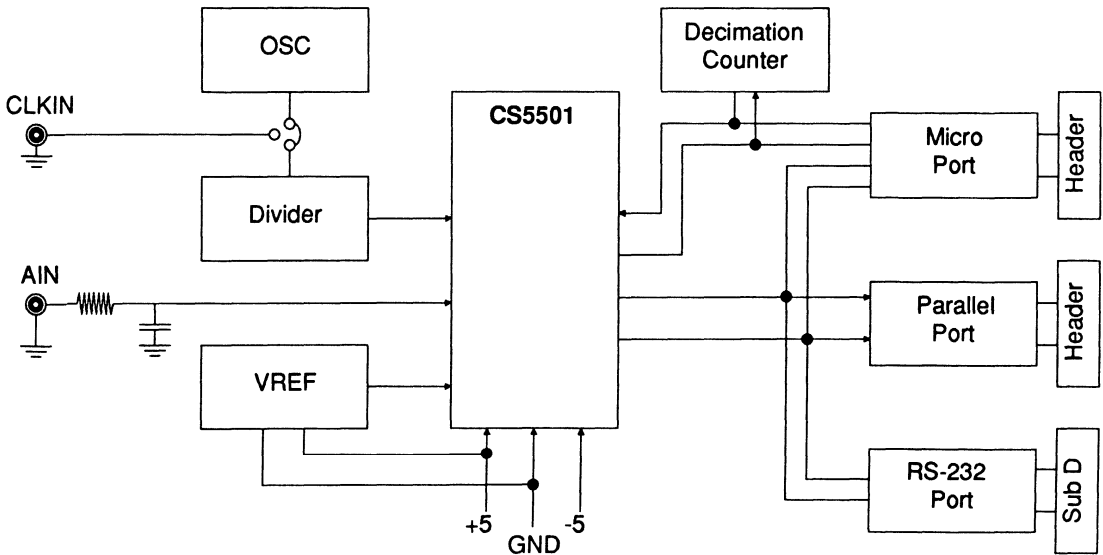 OSC
Decimation
Counter
CLKIN
CS5501
Micro
Port
Header
Divider
AIN
Parallel
Port
Header
VREF
RS-232
Port
Sub D
+5
GND
-5